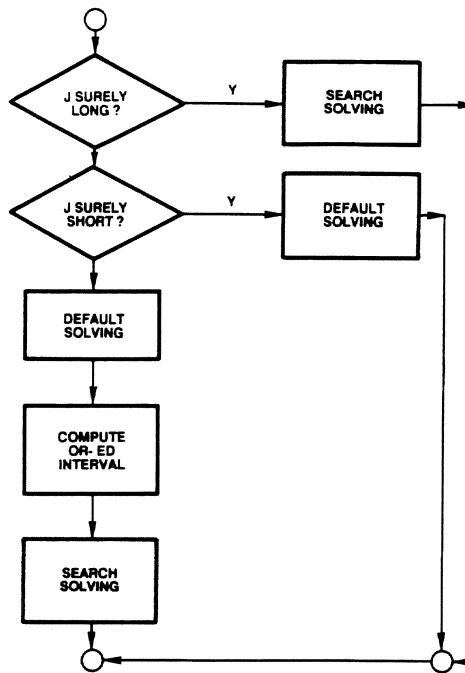 J SURELY
LONG ?
Y
SEARCH
SOLVING
J SURELY
SHORT ?
Y
DEFAULT
SOLVING
DEFAULT
SOLVING
COMPUTE
OR- ED
INTERVAL
SEARCH
SOLVING